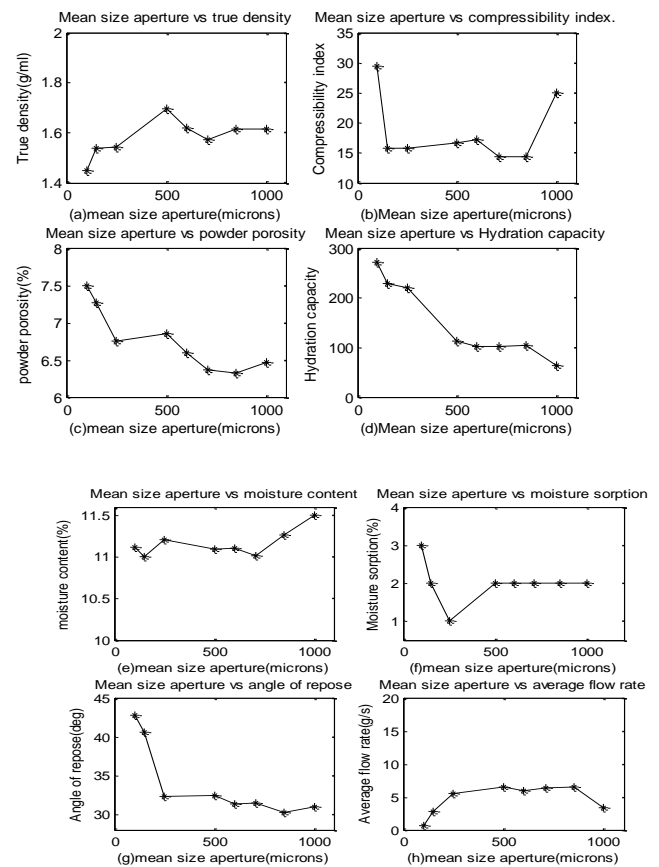 Mean size aperture vs true density
2
1.8
1.6
1.4
True density(g/ml)
0
500
1000
(a)mean size aperture(microns)
Mean size aperture vs compressibility index.
35
30
25
20
15
10
Compressibility index
0
500
1000
(b)Mean size aperture(microns)
Mean size aperture vs powder porosity
8
7.5
7
6.5
6
powder porosity(%)
0
500
1000
(c)mean size aperture(microns)
Mean size aperture vs Hydration capacity
300
200
100
0
Hydration capacity
0
500
1000
(d)Mean size aperture(microns)
Mean size aperture vs moisture content
11.5
11
10.5
10
moisture content(%)
0
500
1000
(e)mean size aperture(microns)
Mean size aperture vs moisture sorption
4
3
2
1
Moisture sorption(%)
0
500
1000
(f)mean size aperture(microns)
Mean size aperture vs angle of repose
45
40
35
30
Angle of repose(deg)
0
500
1000
(g)mean size aperture(microns)
Mean size aperture vs average flow rate
20
15
10
5
0
Average flow rate(g/s)
0
500
1000
(h)mean size aperture(microns)